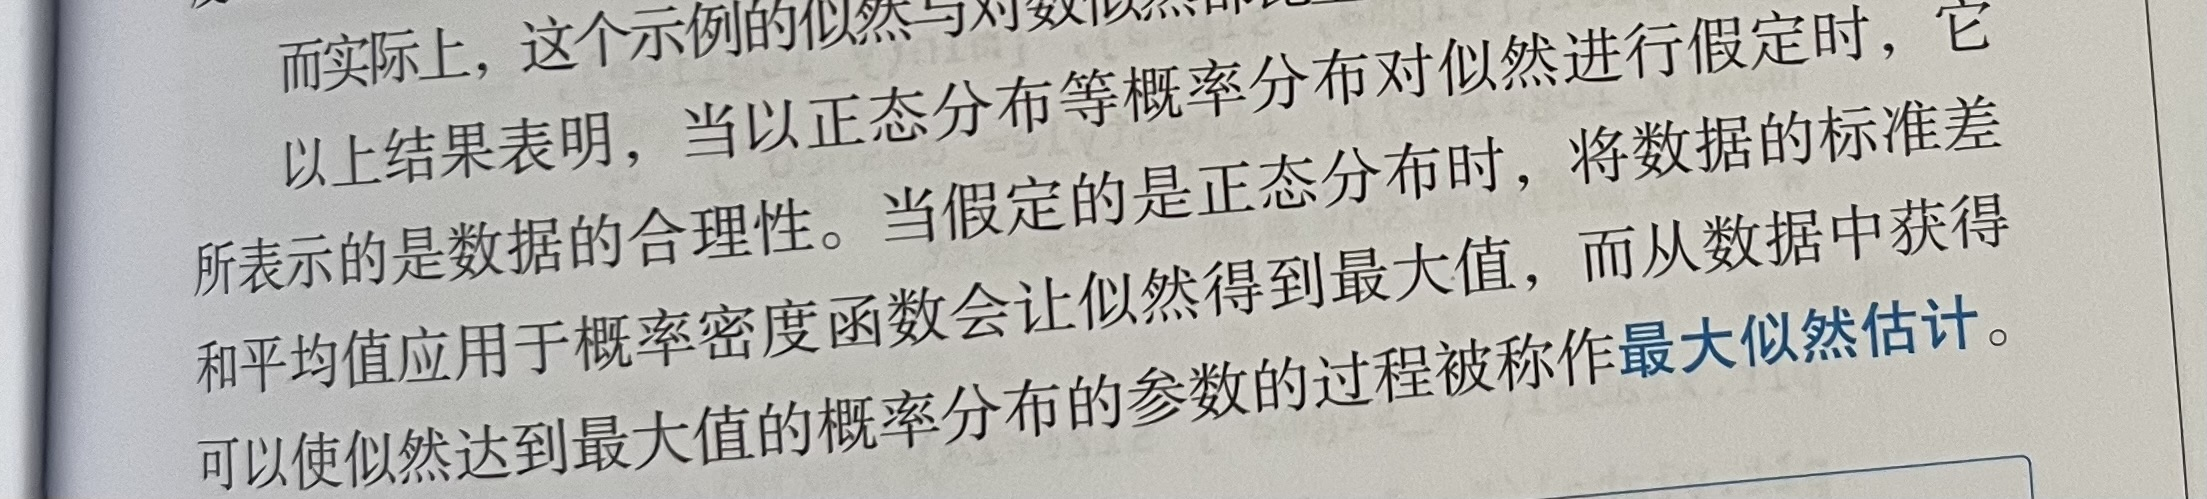 而实际上，这个示例的似然与对数似然都
以上结果表明，当以正态分布等概率分布对似然进行假定时，它
所表示的是数据的合理性。当假定的是正态分布时，将数据的标准差
和平均值应用于概率密度函数会让似然得到最大值，而从数据中获得
可以使似然达到最大值的概率分布的参数的过程被称作最大似然估计。